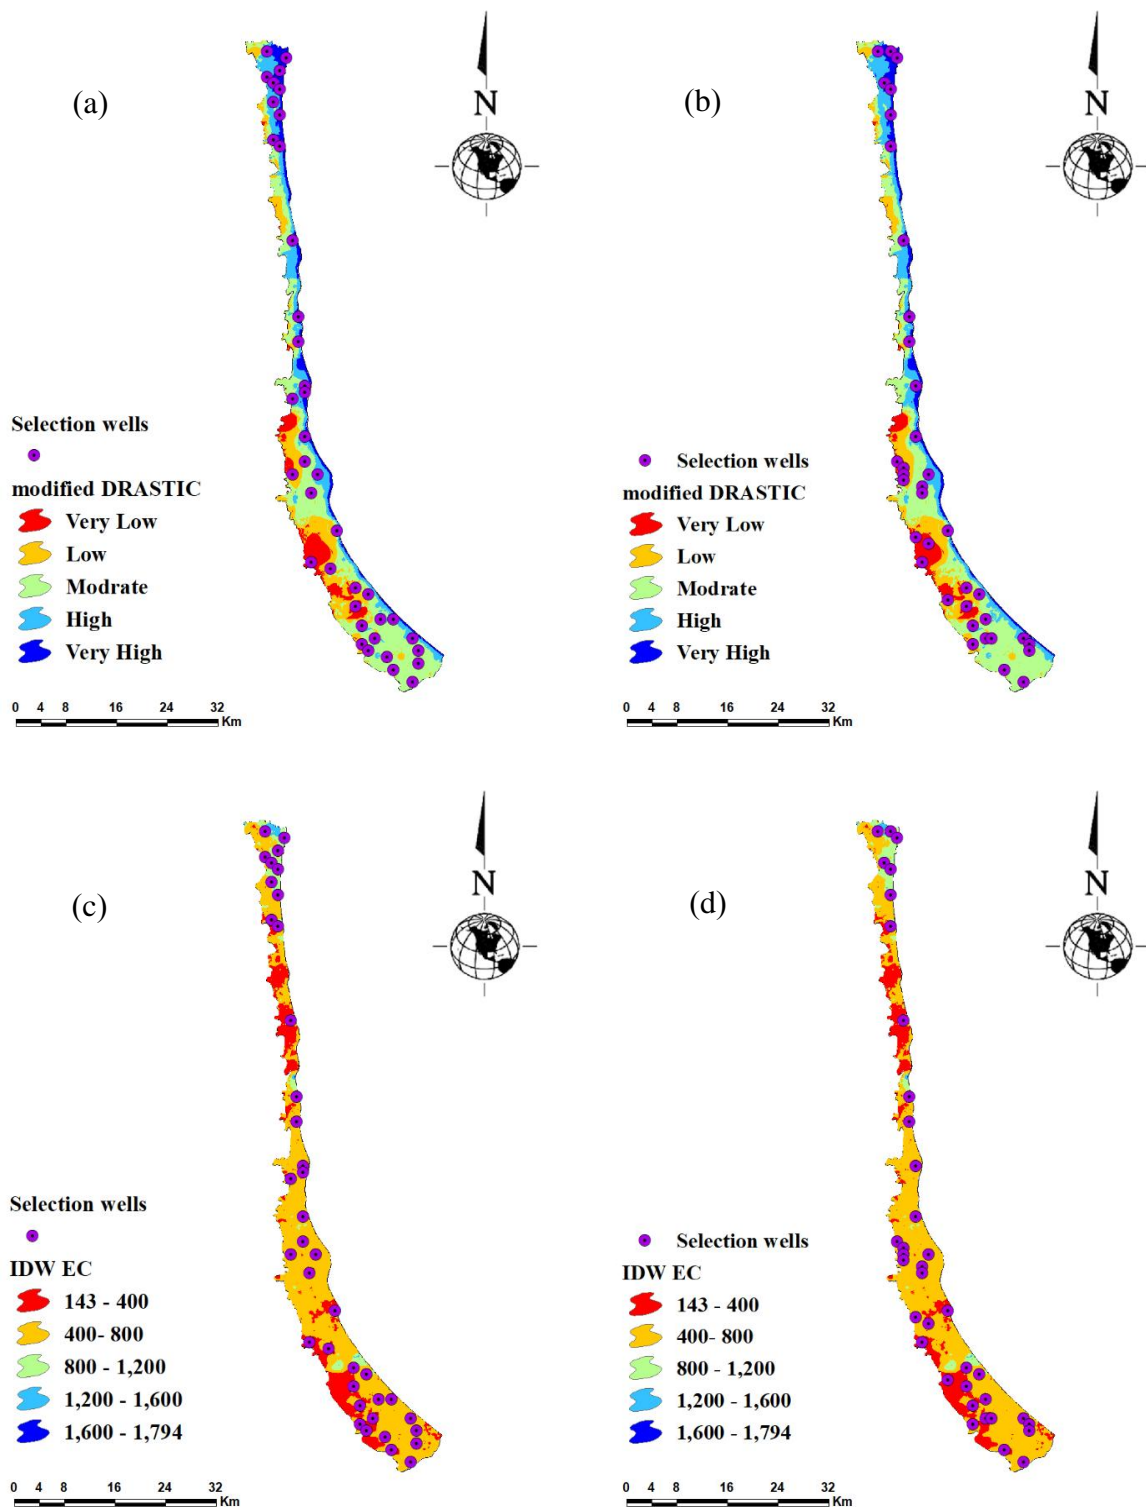 (a)
N
Selection wells
modified DRASTIC
Very Low
Low
Modrate
High
Very High
0 4 8 16 24 32
Km
(b)
N
Selection wells
modified DRASTIC
Very Low
Low
Modrate
High
Very High
0 4 8 16 24 32
Km
(c)
N
Selection wells
IDW EC
143 - 400
400- 800
800 - 1,200
1,200 - 1,600
1,600 - 1,794
0 4 8 16 24 32
Km
(d)
N
Selection wells
IDW EC
143 - 400
400- 800
800 - 1,200
1,200 - 1,600
1,600 - 1,794
0 4 8 16 24 32
Km